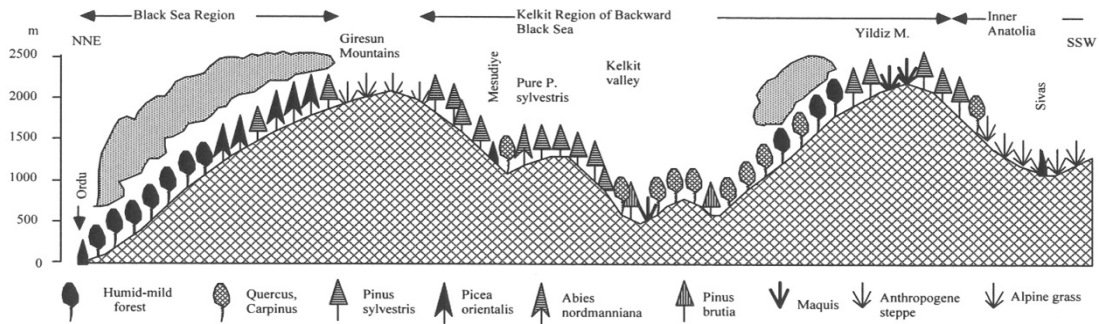 Black Sea Region
Kelkit Region of Backward
Black Sea
Inner
Anatolia
m
NNE
SSW
Giresun
Mountains
Yildiz M.
2500
2000
1500
1000
500
0
Ordu
Mesudiye
Pure P.
sylvestris
Kelkit
valley
Sivas
Humid-mild
forest
Quercus,
Carpinus
Pinus
sylvestris
Picea
orientalis
Abies
nordmanniana
Pinus
brutia
Maquis
Anthropogene
steppe
Alpine grass